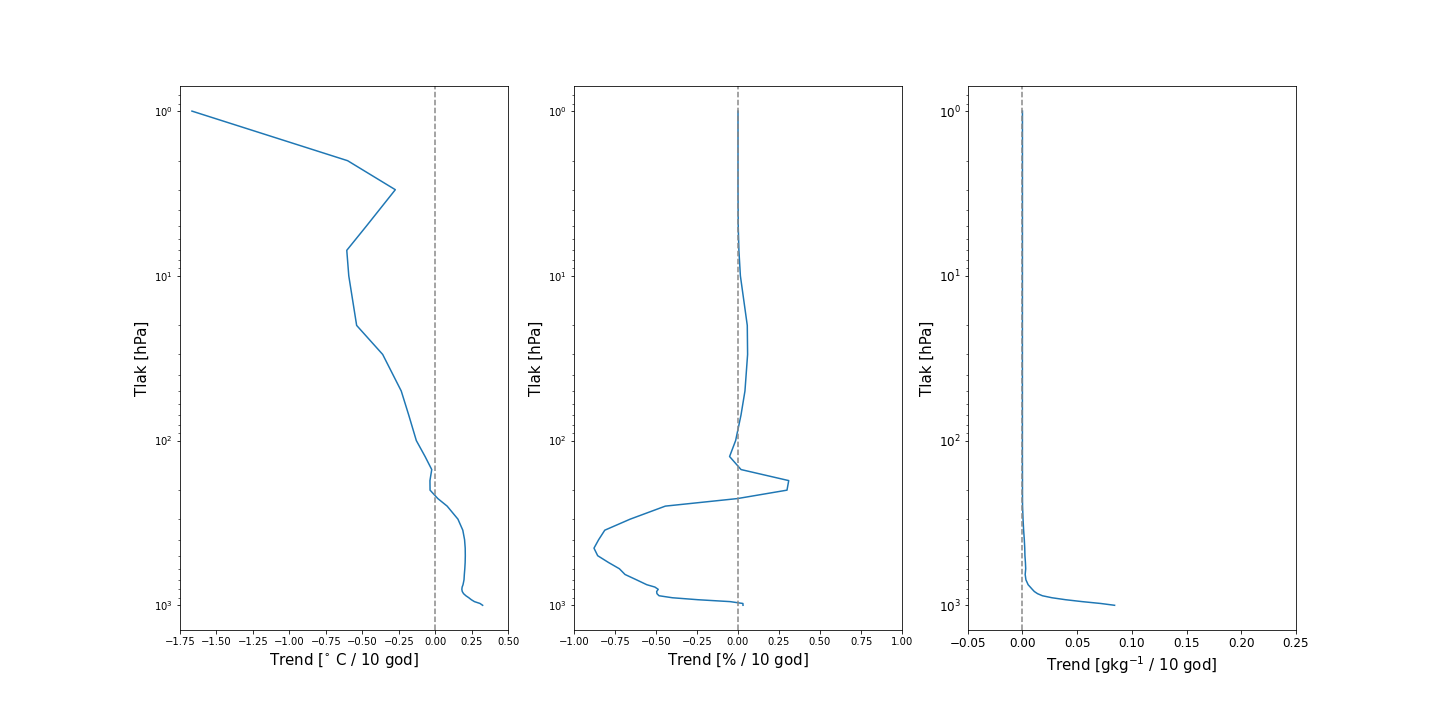 10⁰
10¹
10²
10³
Tlak [hPa]
−1.75 −1.50 −1.25 −1.00 −0.75 −0.50 −0.25 0.00 0.25 0.50
Trend [° C / 10 god]
10⁰
10¹
10²
10³
Tlak [hPa]
−1.00 −0.75 −0.50 −0.25 0.00 0.25 0.50 0.75 1.00
Trend [% / 10 god]
10⁰
10¹
10²
10³
Tlak [hPa]
−0.05 0.00 0.05 0.10 0.15 0.20 0.25
Trend [gkg⁻¹ / 10 god]